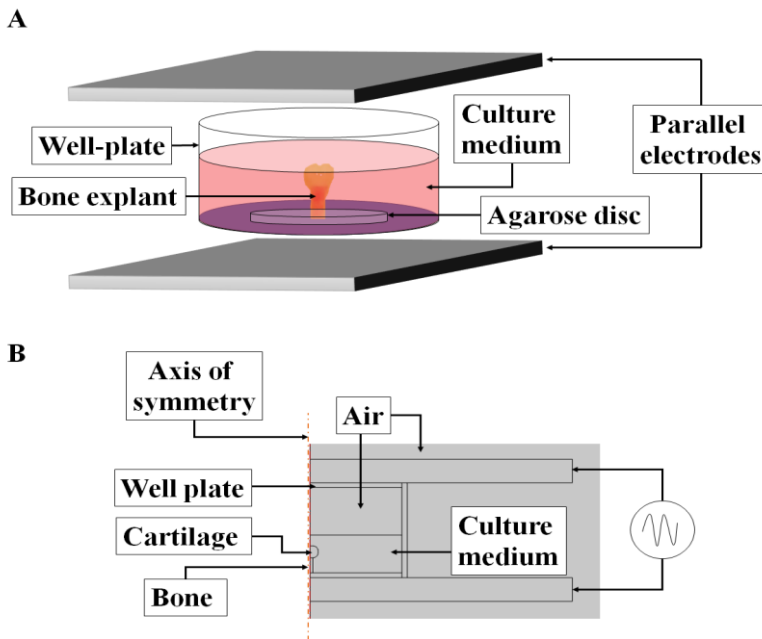 A
Well-plate
Bone explant
Culture
medium
Agarose disc
Parallel
electrodes
B
Axis of
symmetry
Air
Well plate
Cartilage
Bone
Culture
medium